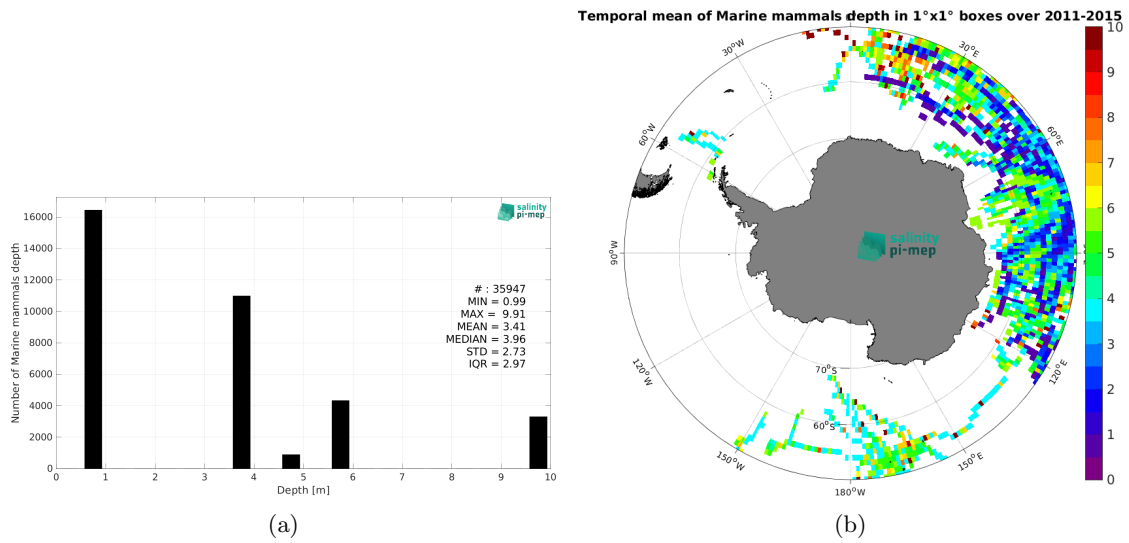 Temporal mean of Marine mammals depth in 1°x1° boxes over 2011-2015
salinity
pi-mep
# : 35947
MIN = 0.99
MAX = 9.91
MEAN = 3.41
MEDIAN = 3.96
STD = 2.73
IQR = 2.97
Number of Marine mammals depth
16000
14000
12000
10000
8000
6000
4000
2000
0
0 1 2 3 4 5 6 7 8 9 10
Depth [m]
(a)
30°W
30°E
60°W
60°E
90°W
120°W
120°E
150°W
150°E
180°W
70°S
60°S
salinity
pi-mep
10
9
8
7
6
5
4
3
2
1
0
(b)